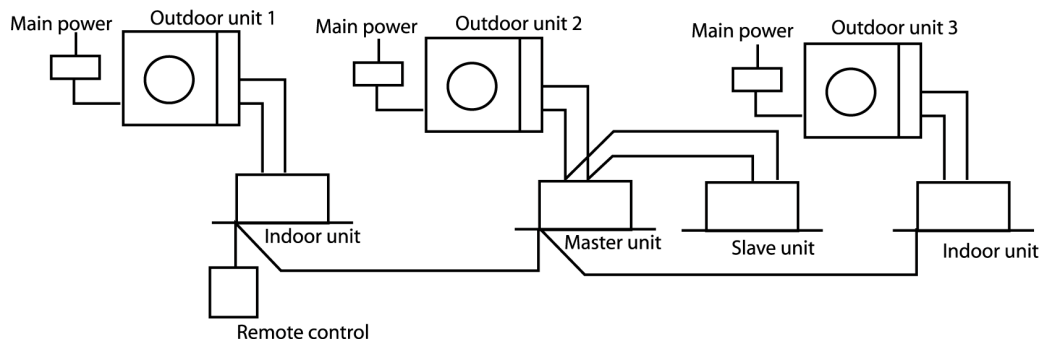 Main power
Outdoor unit 1
Main power
Outdoor unit 2
Main power
Outdoor unit 3
Indoor unit
Master unit
Slave unit
Indoor unit
Remote control